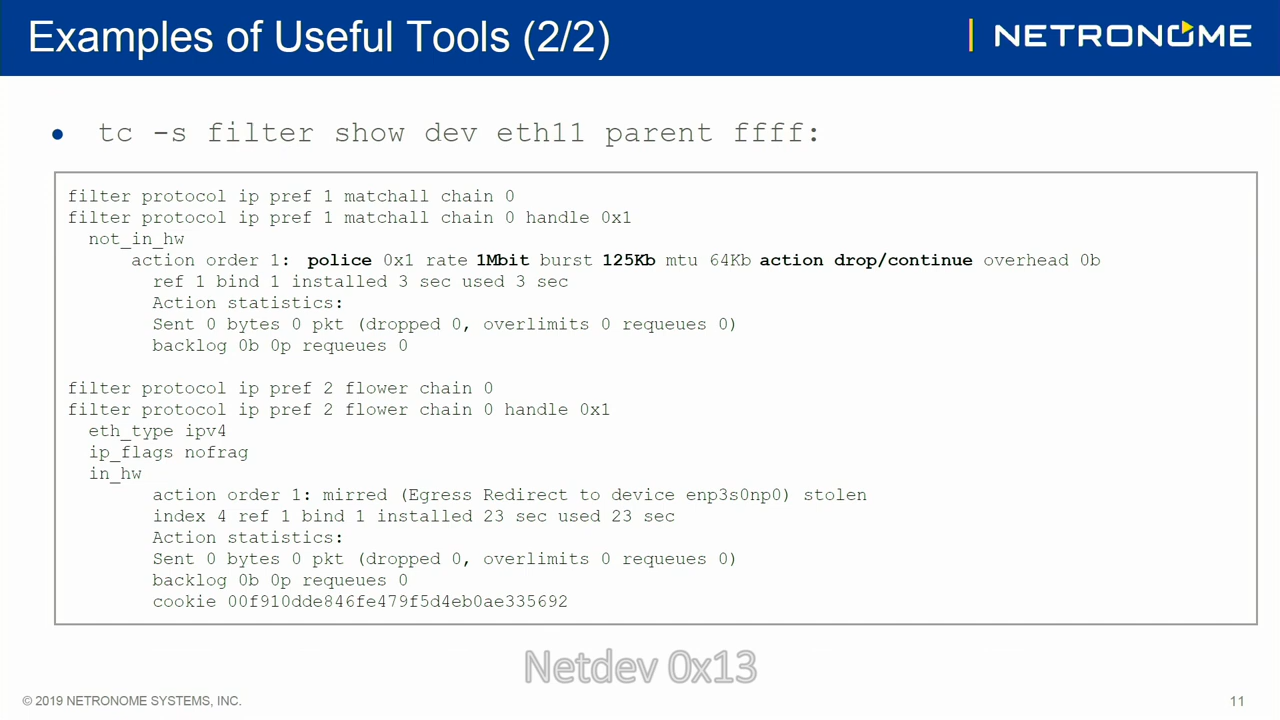 Examples of Useful Tools (2/2)
NETRONOME
● tc -s filter show dev eth11 parent ffff:
filter protocol ip pref 1 matchall chain 0
filter protocol ip pref 1 matchall chain 0 handle 0x1
not_in_hw
action order 1: police 0x1 rate 1Mbit burst 125Kb mtu 64Kb action drop/continue overhead 0b
ref 1 bind 1 installed 3 sec used 3 sec
Action statistics:
Sent 0 bytes 0 pkt (dropped 0, overlimits 0 requeues 0)
backlog 0b 0p requeues 0
filter protocol ip pref 2 flower chain 0
filter protocol ip pref 2 flower chain 0 handle 0x1
eth_type ipv4
ip_flags nofrag
in_hw
action order 1: mirred (Egress Redirect to device enp3s0np0) stolen
index 4 ref 1 bind 1 installed 23 sec used 23 sec
Action statistics:
Sent 0 bytes 0 pkt (dropped 0, overlimits 0 requeues 0)
backlog 0b 0p requeues 0
cookie 00f910dde846fe479f5d4eb0ae335692
Netdev 0x13
© 2019 NETRONOME SYSTEMS, INC.
11